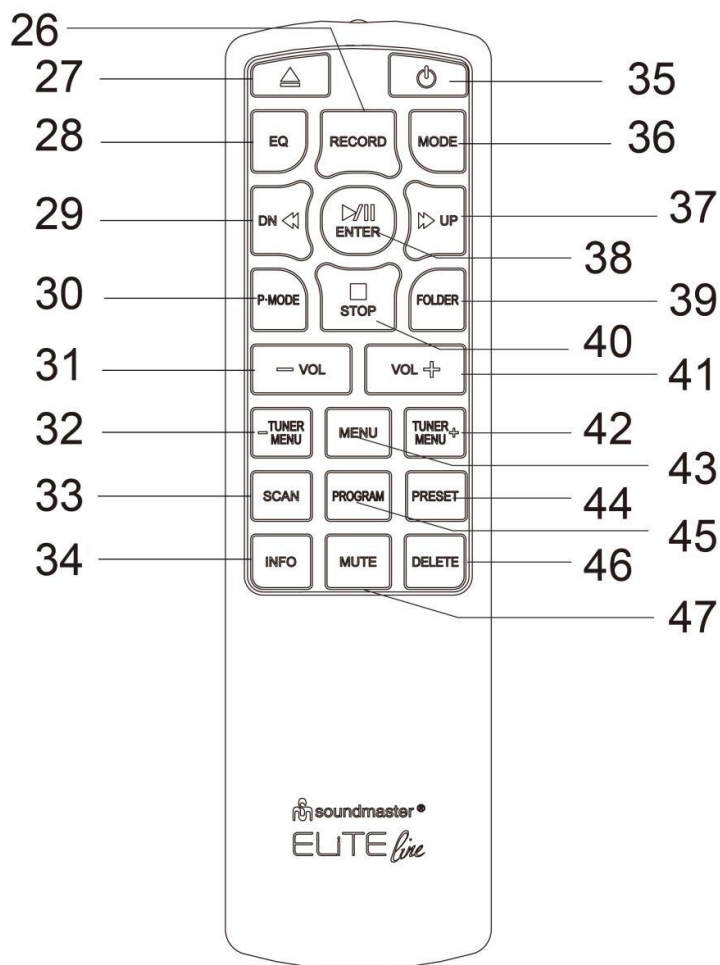 26
27 35
28 EQ RECORD MODE 36
29 DN UP 37
ENTER 38
30 P·MODE STOP FOLDER 39
40
31 − VOL VOL + 41
32 − TUNER MENU MENU TUNER MENU + 42
43
33 SCAN PROGRAM PRESET 44
45
34 INFO MUTE DELETE 46
47
soundmaster®
ELiTE line